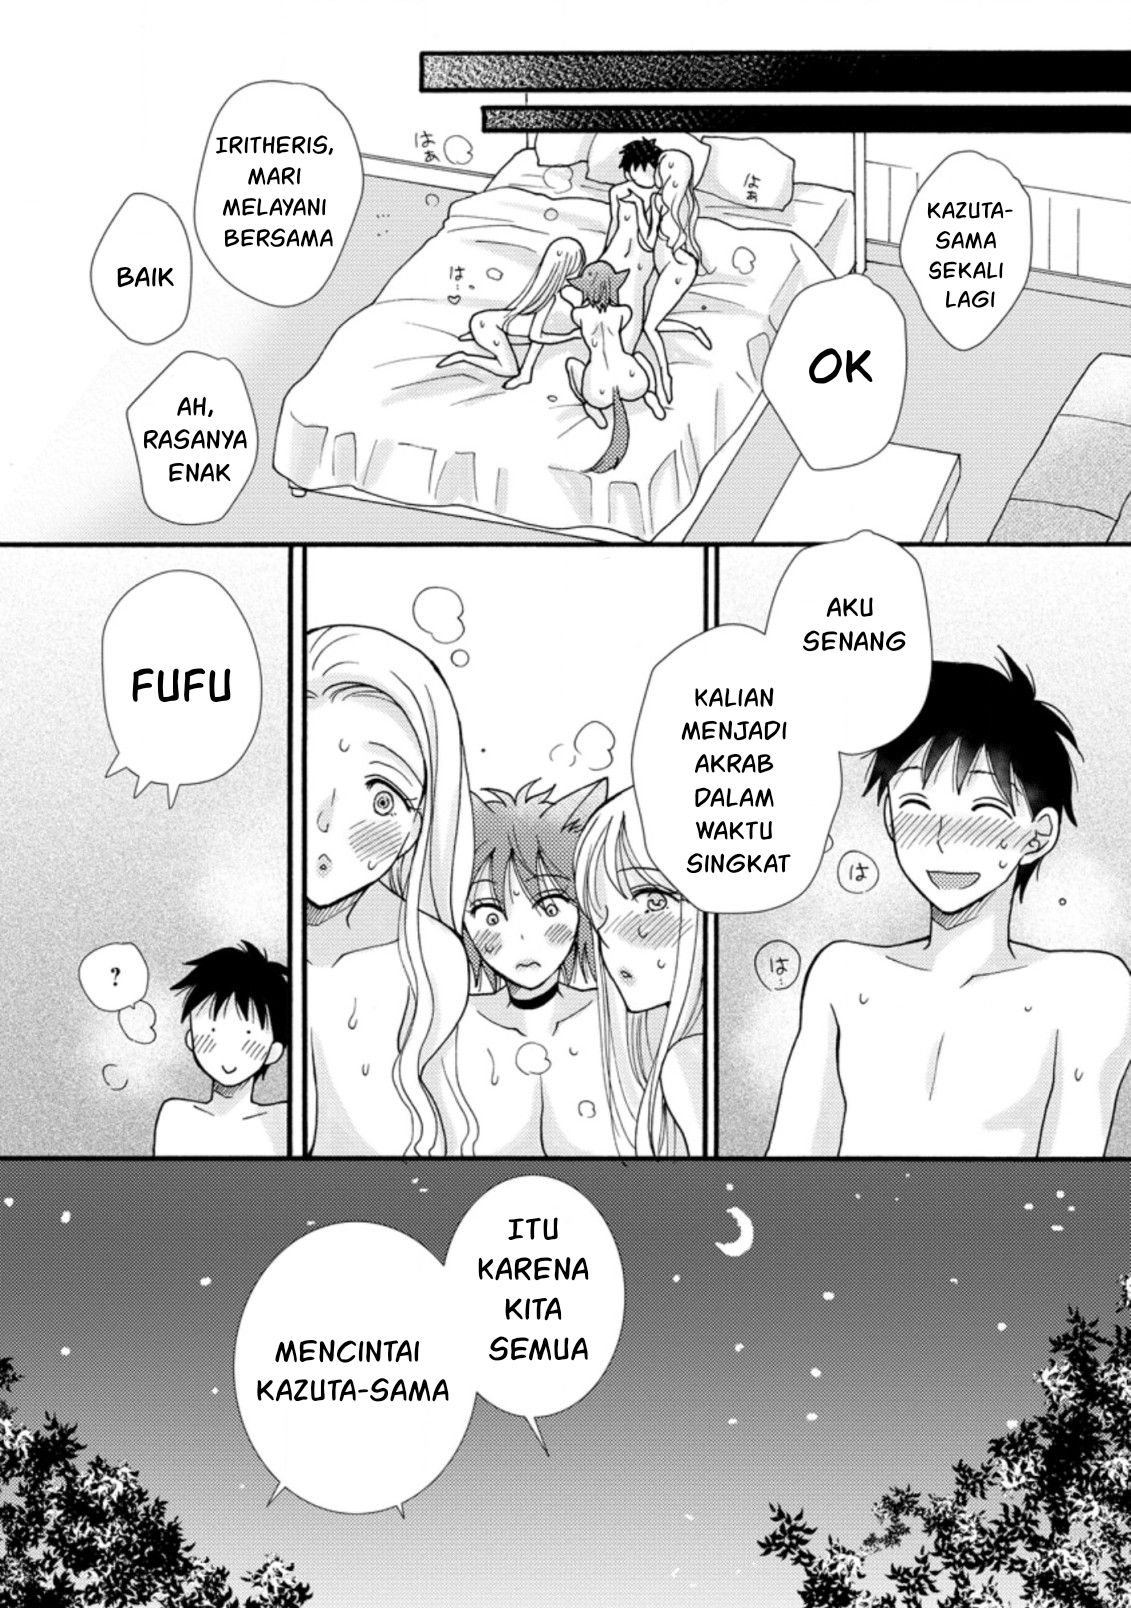 KAZUTA-
SAMA
SEKALI
LAGI
OK
IRITHERIS,
MARI
MELAYANI
BERSAMA
BAIK
AH,
RASANYA
ENAK
はぁ
はぁ
は…♡
AKU
SENANG
KALIAN
MENJADI
AKRAB
DALAM
WAKTU
SINGKAT
は
は…
FUFU
?
ITU
KARENA
KITA
SEMUA
MENCINTAI
KAZUTA-SAMA